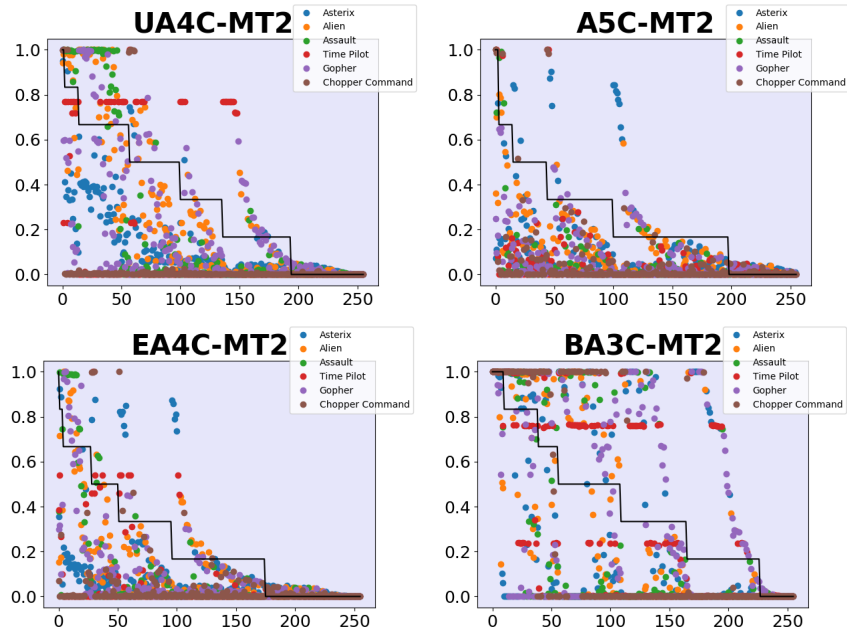 UA4C-MT2
Asterix
Alien
Assault
Time Pilot
Gopher
Chopper Command
1.0
0.8
0.6
0.4
0.2
0.0
0 50 100 150 200 250
A5C-MT2
Asterix
Alien
Assault
Time Pilot
Gopher
Chopper Command
1.0
0.8
0.6
0.4
0.2
0.0
0 50 100 150 200 250
EA4C-MT2
Asterix
Alien
Assault
Time Pilot
Gopher
Chopper Command
1.0
0.8
0.6
0.4
0.2
0.0
0 50 100 150 200 250
BA3C-MT2
Asterix
Alien
Assault
Time Pilot
Gopher
Chopper Command
1.0
0.8
0.6
0.4
0.2
0.0
0 50 100 150 200 250